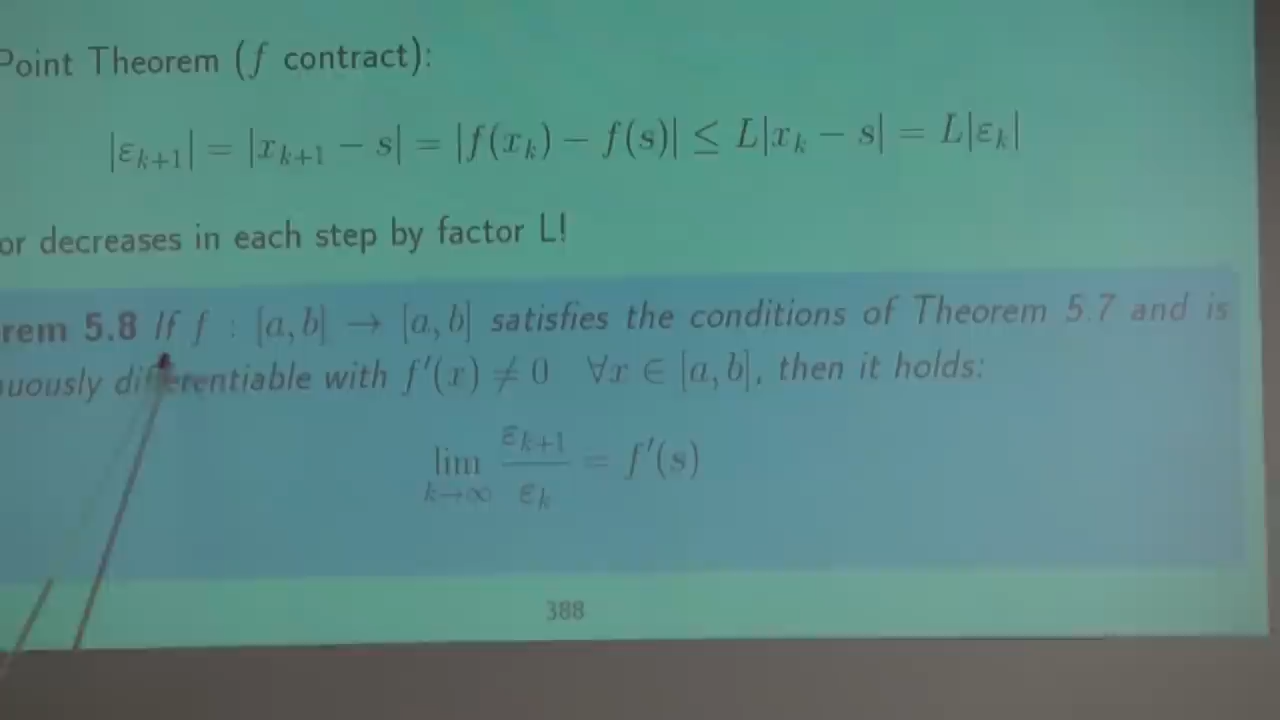 Point Theorem (f contract):
|ε_{k+1}| = |x_{k+1} − s| = |f(x_k) − f(s)| ≤ L|x_k − s| = L|ε_k|
or decreases in each step by factor L!
rem 5.8 If f : [a, b] → [a, b] satisfies the conditions of Theorem 5.7 and is
uously differentiable with f′(x) ≠ 0 ∀x ∈ [a, b], then it holds:
lim_{k→∞} ε_{k+1}/ε_k = f′(s)
388